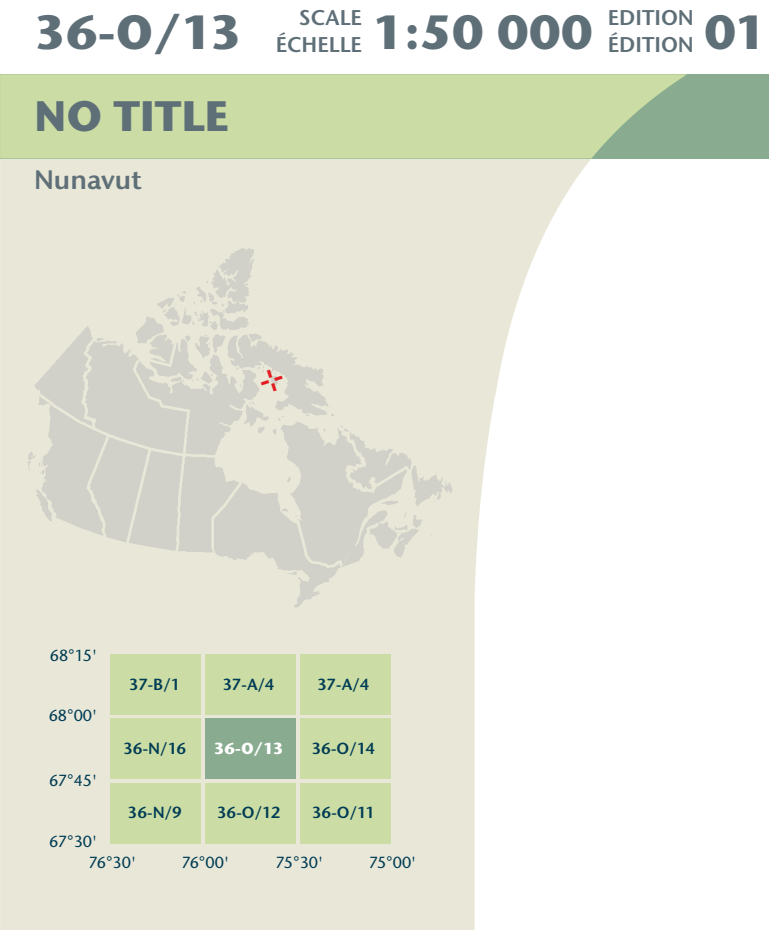 36-O/13 SCALE ÉCHELLE 1:50 000 EDITION ÉDITION 01
NO TITLE
Nunavut
68°15'
37-B/1 37-A/4 37-A/4
68°00'
36-N/16 36-O/13 36-O/14
67°45'
36-N/9 36-O/12 36-O/11
67°30'
76°30' 76°00' 75°30' 75°00'